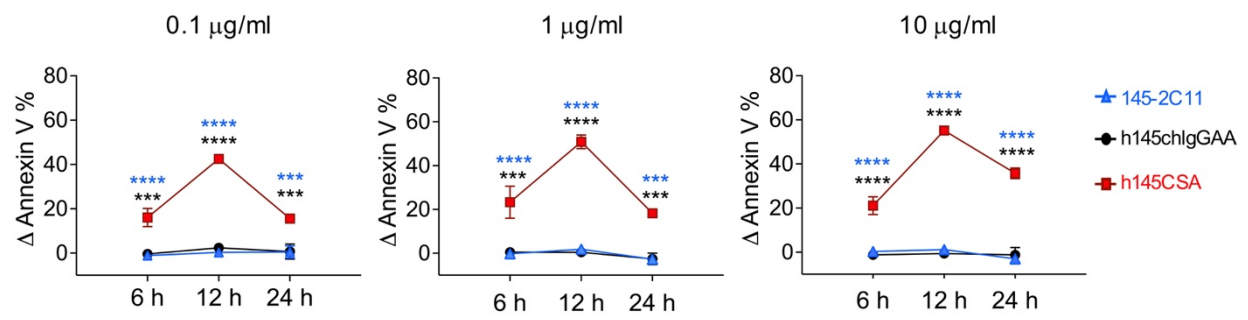 0.1 μg/ml
Δ Annexin V %
80
60
40
20
0
****
***
****
****
***
***
6 h 12 h 24 h
1 μg/ml
Δ Annexin V %
80
60
40
20
0
****
***
****
****
***
***
6 h 12 h 24 h
10 μg/ml
Δ Annexin V %
80
60
40
20
0
****
****
****
****
****
****
6 h 12 h 24 h
145-2C11
h145chIgGAA
h145CSA